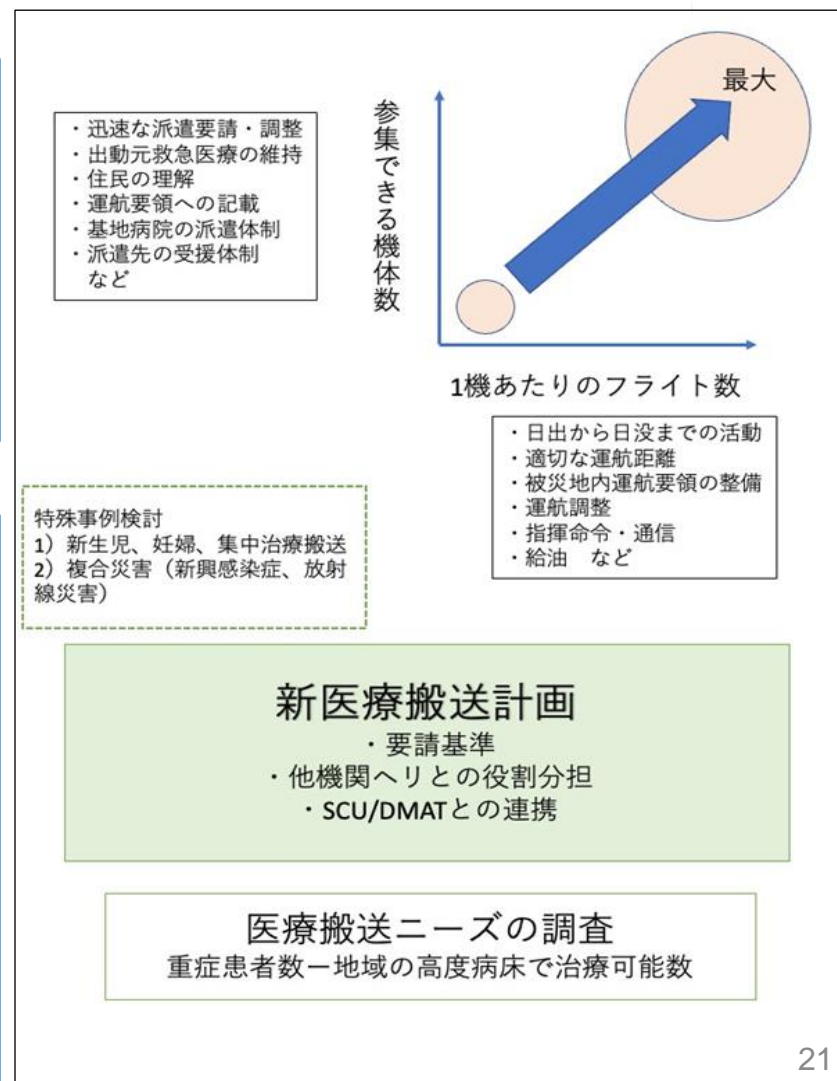 最大
参集できる機体数
・迅速な派遣要請・調整
・出動元救急医療の維持
・住民の理解
・運航要領への記載
・基地病院の派遣体制
・派遣先の受援体制
など
1機あたりのフライト数
・日出から日没までの活動
・適切な運航距離
・被災地内運航要領の整備
・運航調整
・指揮命令・通信
・給油　など
特殊事例検討
1）新生児、妊婦、集中治療搬送
2）複合災害（新興感染症、放射
線災害）
新医療搬送計画
・要請基準
・他機関ヘリとの役割分担
・SCU/DMATとの連携
医療搬送ニーズの調査
重症患者数ー地域の高度病床で治療可能数
21